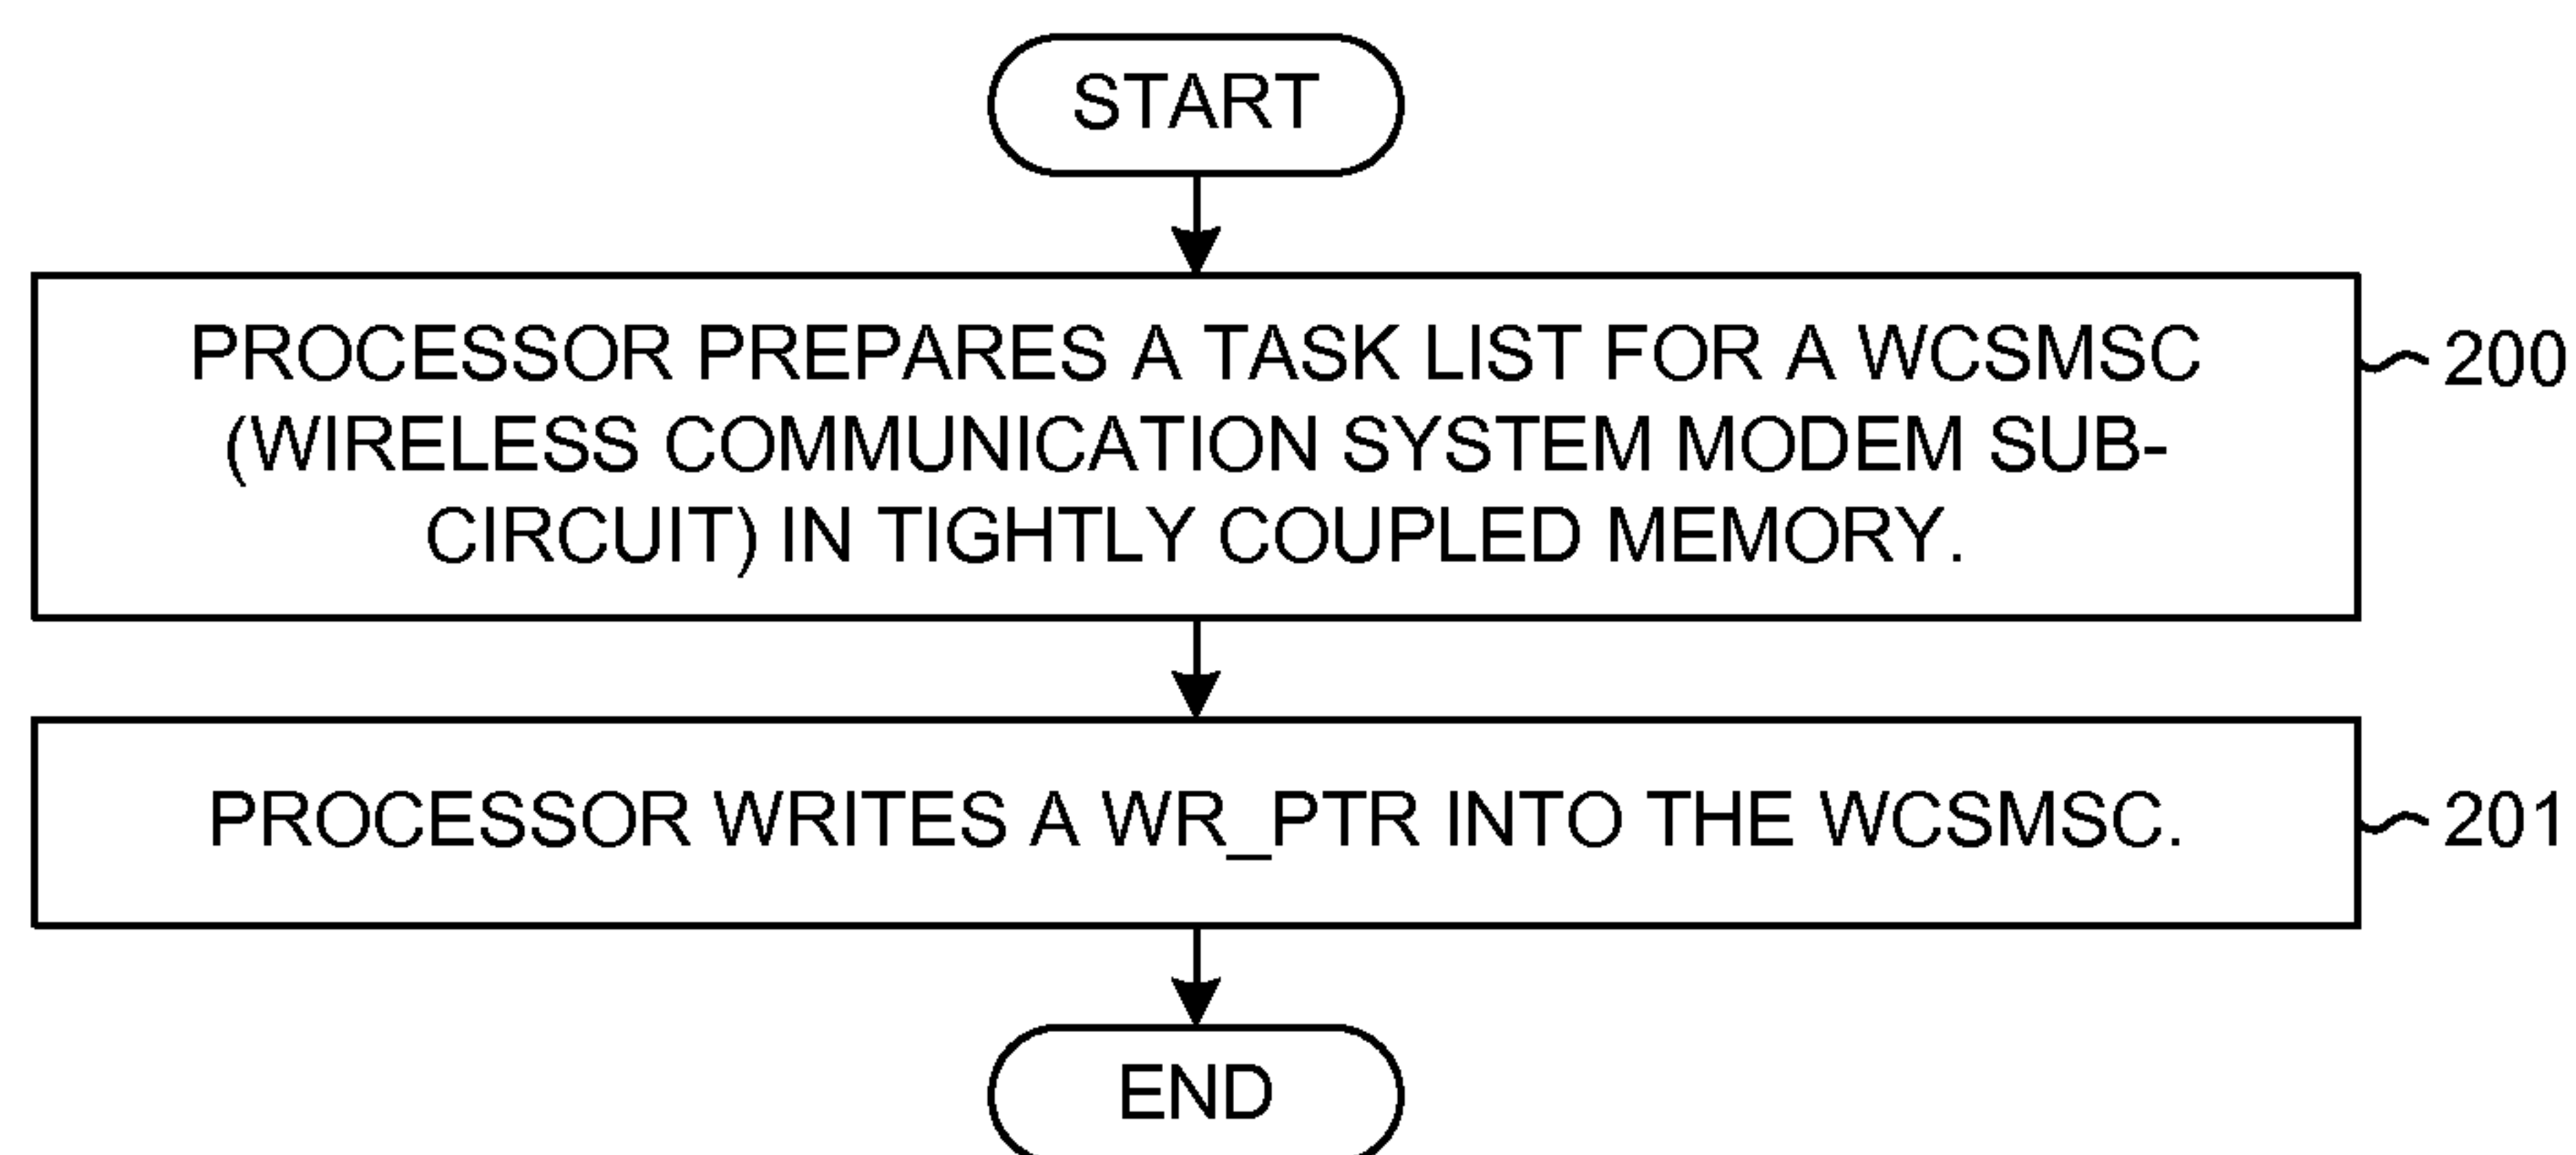 START
PROCESSOR PREPARES A TASK LIST FOR A WCSMSC
(WIRELESS COMMUNICATION SYSTEM MODEM SUB-
CIRCUIT) IN TIGHTLY COUPLED MEMORY.
200
PROCESSOR WRITES A WR_PTR INTO THE WCSMSC.
201
END